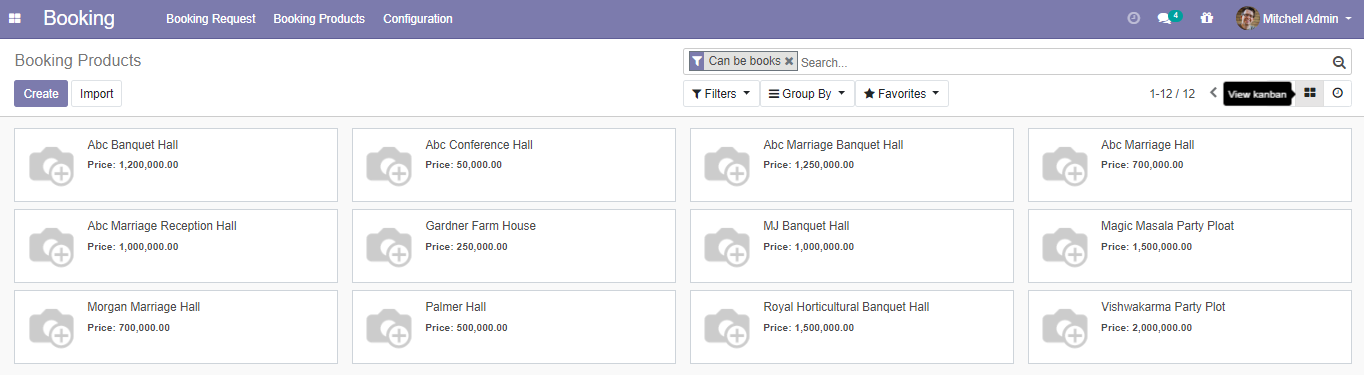 Booking Booking Request Booking Products Configuration 4 Mitchell Admin
Booking Products Can be books Search...
Create Import Filters Group By Favorites 1-12 / 12 View kanban
Abc Banquet Hall Abc Conference Hall Abc Marriage Banquet Hall Abc Marriage Hall
Price: 1,200,000.00 Price: 50,000.00 Price: 1,250,000.00 Price: 700,000.00
Abc Marriage Reception Hall Gardner Farm House MJ Banquet Hall Magic Masala Party Ploat
Price: 1,000,000.00 Price: 250,000.00 Price: 1,000,000.00 Price: 1,500,000.00
Morgan Marriage Hall Palmer Hall Royal Horticultural Banquet Hall Vishwakarma Party Plot
Price: 700,000.00 Price: 500,000.00 Price: 1,500,000.00 Price: 2,000,000.00